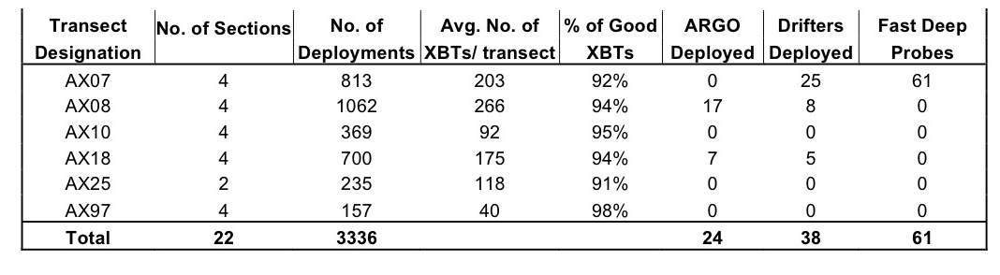 Transect Designation No. of Sections No. of Deployments Avg. No. of XBTs/ transect % of Good XBTs ARGO Deployed Drifters Deployed Fast Deep Probes
AX07 4 813 203 92% 0 25 61
AX08 4 1062 266 94% 17 8 0
AX10 4 369 92 95% 0 0 0
AX18 4 700 175 94% 7 5 0
AX25 2 235 118 91% 0 0 0
AX97 4 157 40 98% 0 0 0
Total 22 3336 24 38 61